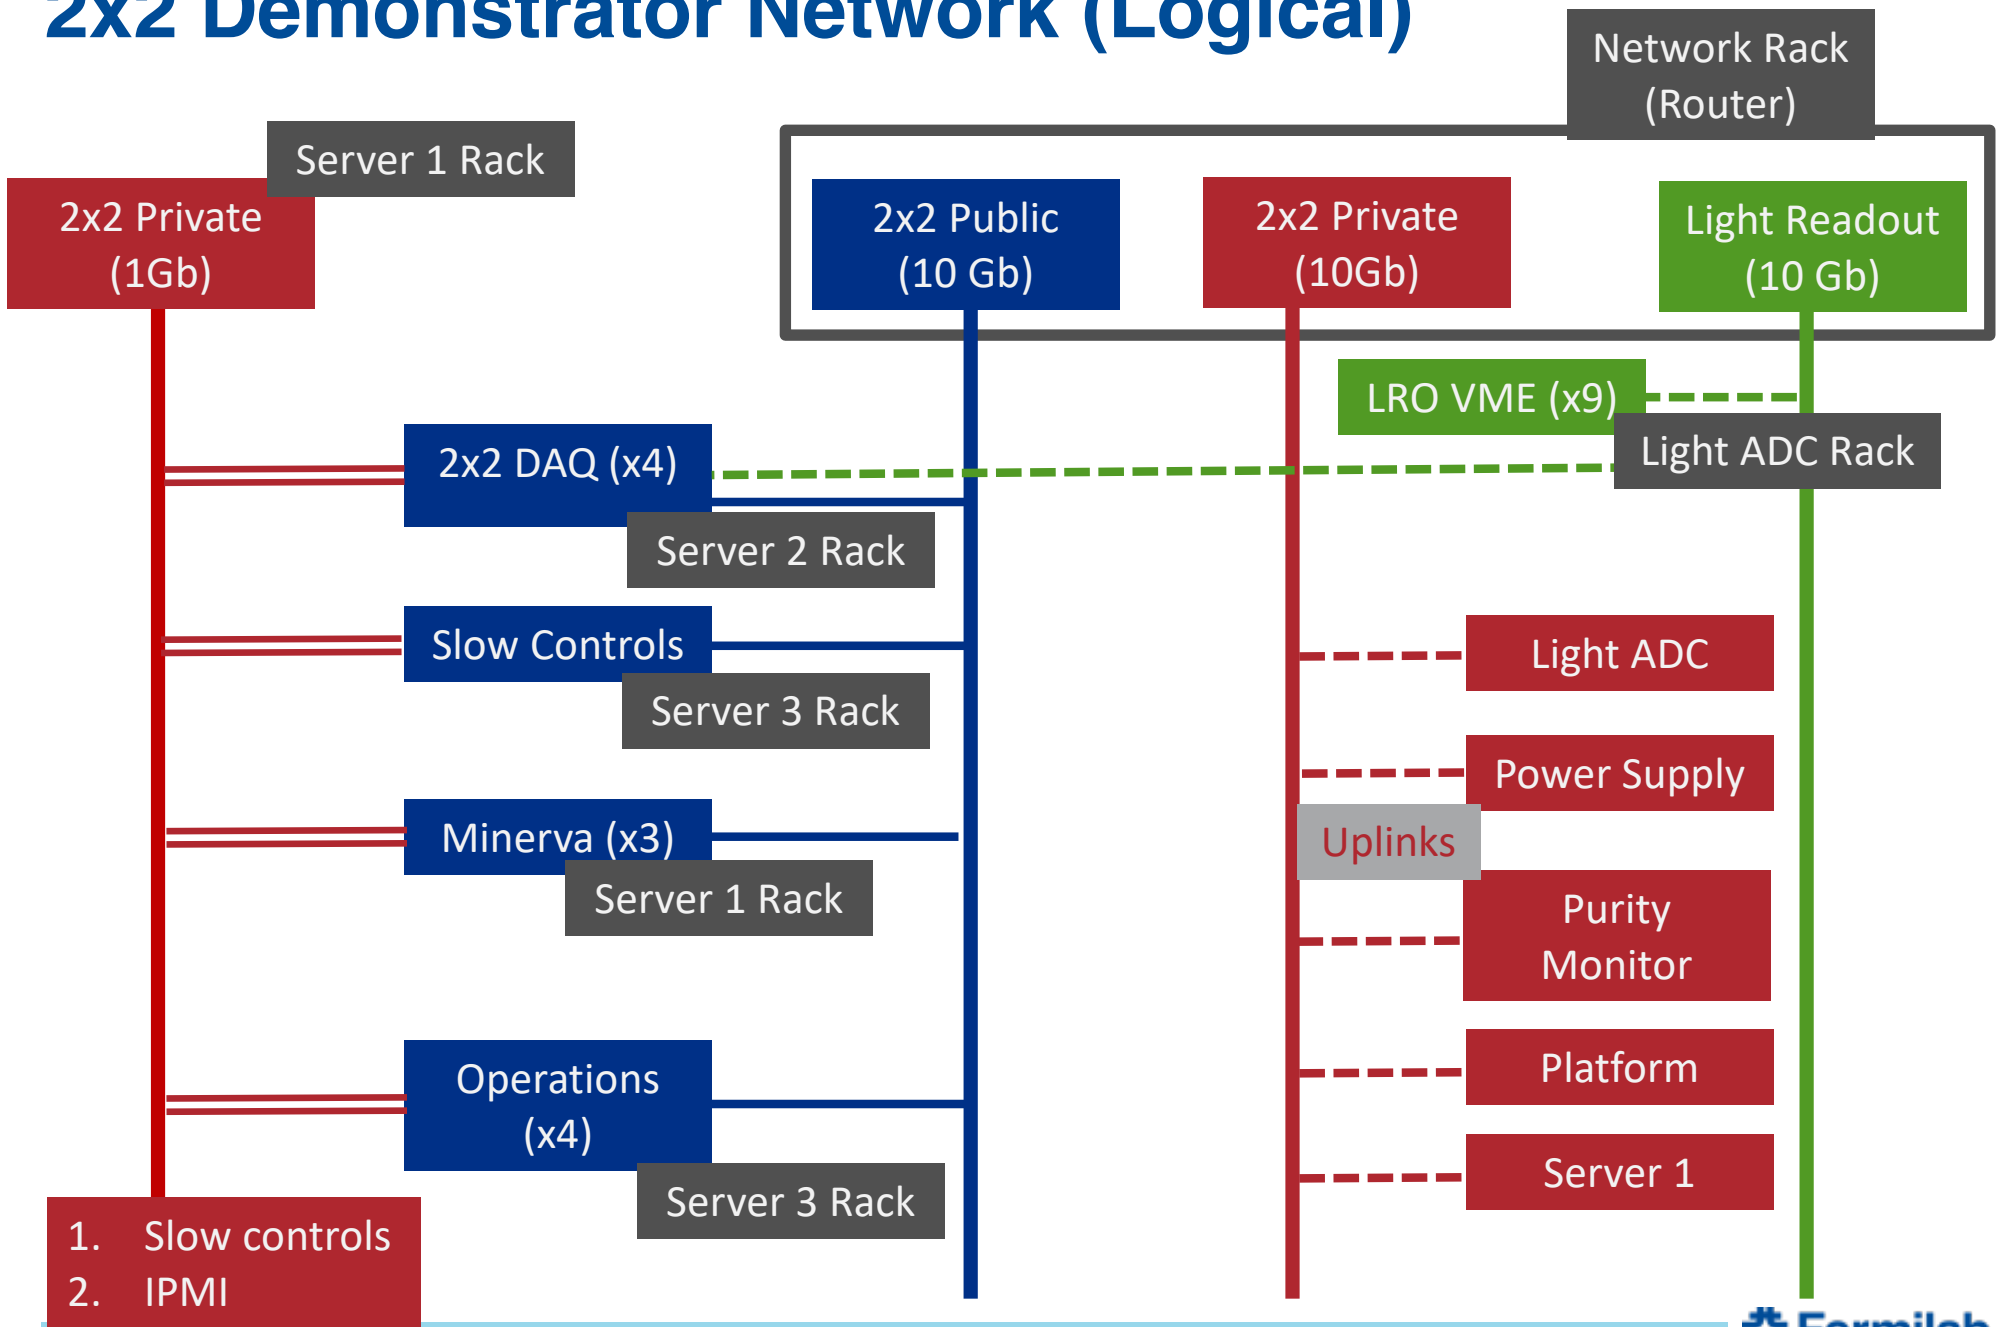 2x2 Demonstrator Network (Logical)
Network Rack
(Router)
Server 1 Rack
2x2 Private
(1Gb)
2x2 Public
(10 Gb)
2x2 Private
(10Gb)
Light Readout
(10 Gb)
LRO VME (x9)
Light ADC Rack
2x2 DAQ (x4)
Server 2 Rack
Slow Controls
Server 3 Rack
Light ADC
Power Supply
Minerva (x3)
Server 1 Rack
Uplinks
Purity
Monitor
Operations
(x4)
Server 3 Rack
Platform
Server 1
1. Slow controls
2. IPMI
Fermilab